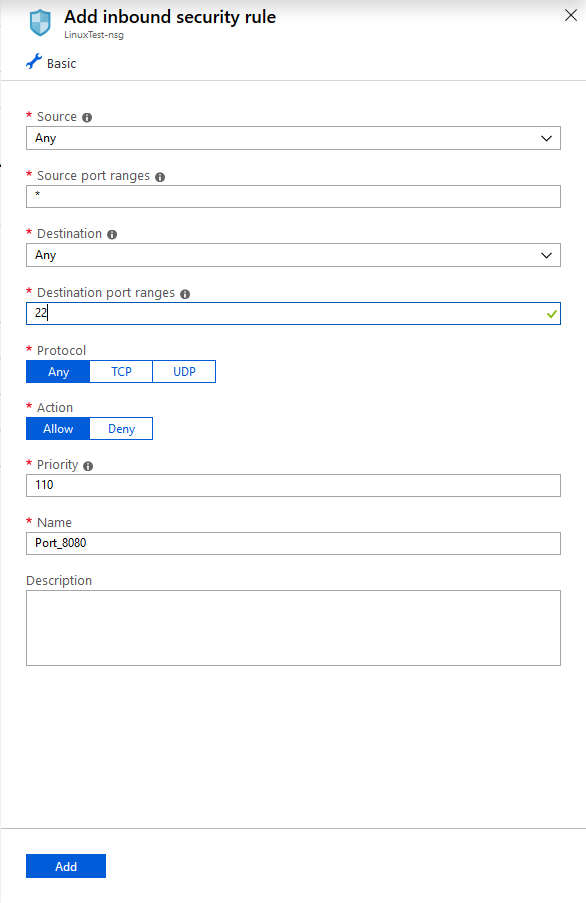 Add inbound security rule
LinuxTest-nsg
Basic
* Source
Any
* Source port ranges
*
* Destination
Any
* Destination port ranges
22
* Protocol
Any TCP UDP
* Action
Allow Deny
* Priority
110
* Name
Port_8080
Description
Add